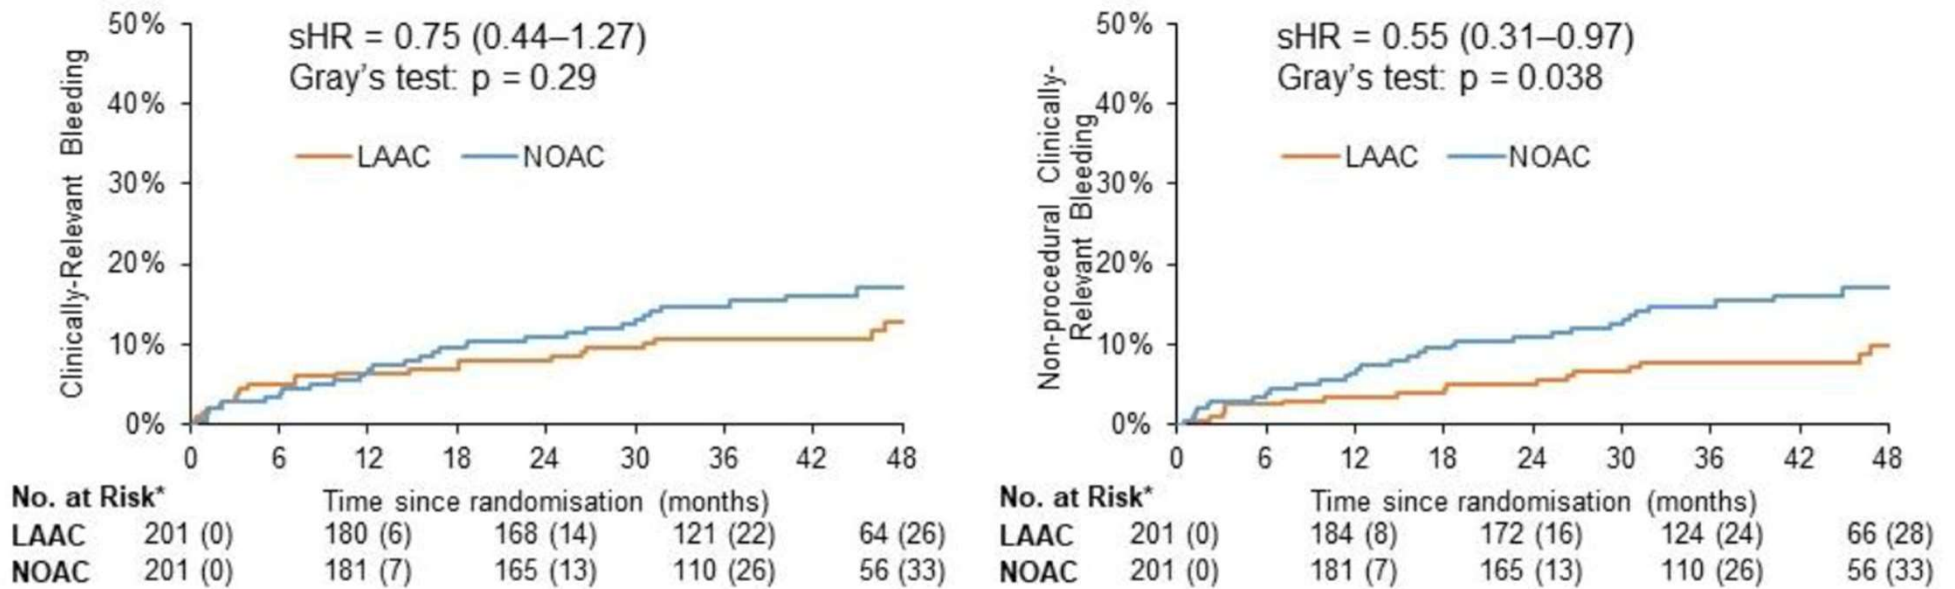 50%
40%
30%
20%
10%
0%
Clinically-Relevant Bleeding
sHR = 0.75 (0.44–1.27)
Gray’s test: p = 0.29
LAAC NOAC
0 6 12 18 24 30 36 42 48
Time since randomisation (months)
No. at Risk*
LAAC 201 (0) 180 (6) 168 (14) 121 (22) 64 (26)
NOAC 201 (0) 181 (7) 165 (13) 110 (26) 56 (33)
50%
40%
30%
20%
10%
0%
Non-procedural Clinically-
Relevant Bleeding
sHR = 0.55 (0.31–0.97)
Gray’s test: p = 0.038
LAAC NOAC
0 6 12 18 24 30 36 42 48
Time since randomisation (months)
No. at Risk*
LAAC 201 (0) 184 (8) 172 (16) 124 (24) 66 (28)
NOAC 201 (0) 181 (7) 165 (13) 110 (26) 56 (33)